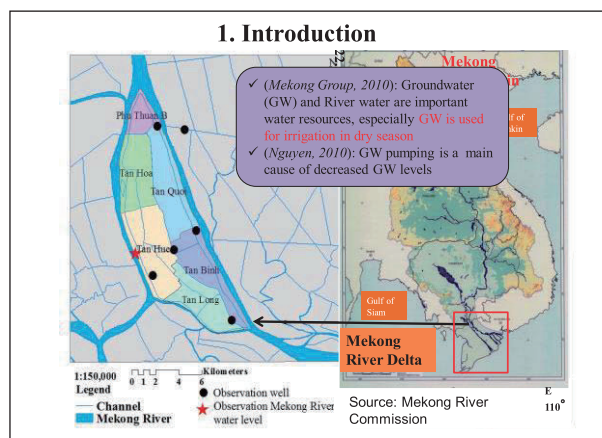 1. Introduction
22
Mekong
in
✓ (Mekong Group, 2010): Groundwater
(GW) and River water are important
water resources, especially GW is used
for irrigation in dry season
✓ (Nguyen, 2010): GW pumping is a main
cause of decreased GW levels
Gulf of
nkin
Phu Thuan B
Tan Hoa
Tan Quoi
Tan Hue
Tan Binh
Tan Long
Gulf of
Siam
Mekong
River Delta
1:150,000
Kilometers
0 1 2 4 6
Legend
Channel
Mekong River
Observation well
Observation Mekong River
water level
Source: Mekong River
Commission
E
110°